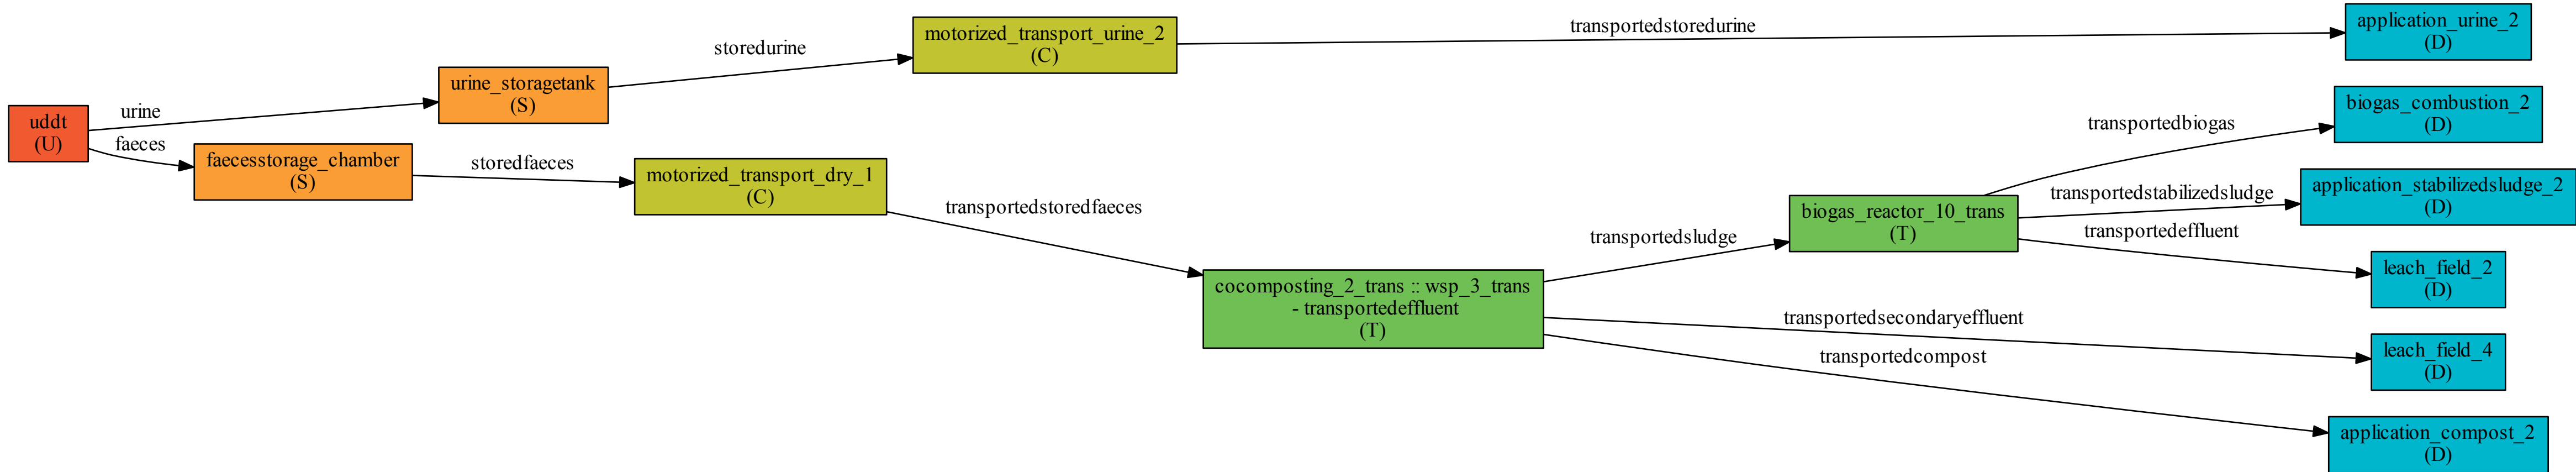 uddt
(U)
urine
faeces
urine_storagetank
(S)
faecesstorage_chamber
(S)
storedurine
storedfaeces
motorized_transport_urine_2
(C)
motorized_transport_dry_1
(C)
transportedstoredurine
transportedstoredfaeces
cocomposting_2_trans :: wsp_3_trans
- transportedeffluent
(T)
transportedsludge
transportedsecondaryeffluent
transportedcompost
biogas_reactor_10_trans
(T)
transportedbiogas
transportedstabilizedsludge
transportedeffluent
application_urine_2
(D)
biogas_combustion_2
(D)
application_stabilizedsludge_2
(D)
leach_field_2
(D)
leach_field_4
(D)
application_compost_2
(D)